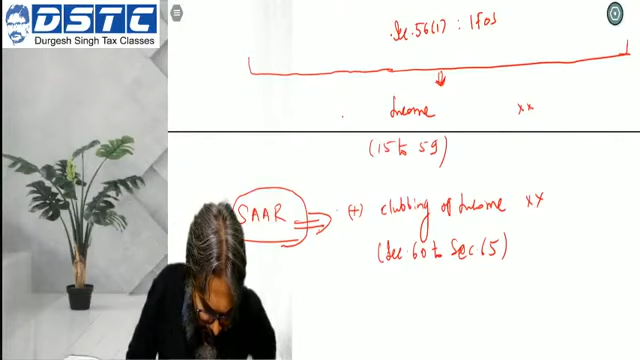 DSTC
Durgesh Singh Tax Classes
Sec. 56(1) : IFOS
Income xx
(15 to 59)
SAAR (+) clubbing of Income xx
(Sec. 60 to Sec. 65)